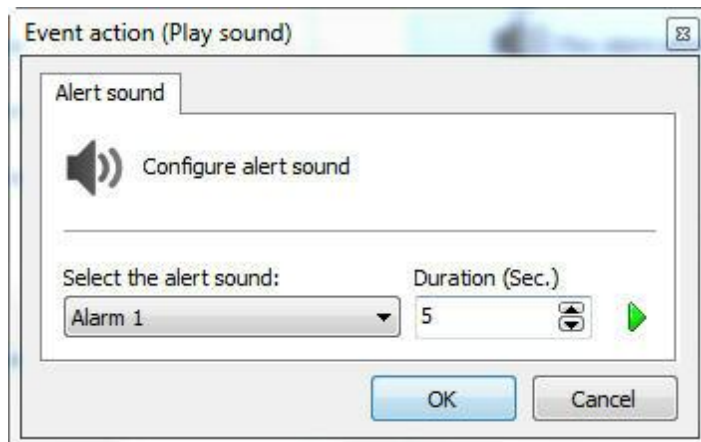 Event action (Play sound)
Alert sound
Configure alert sound
Select the alert sound:
Duration (Sec.)
Alarm 1
5
OK
Cancel